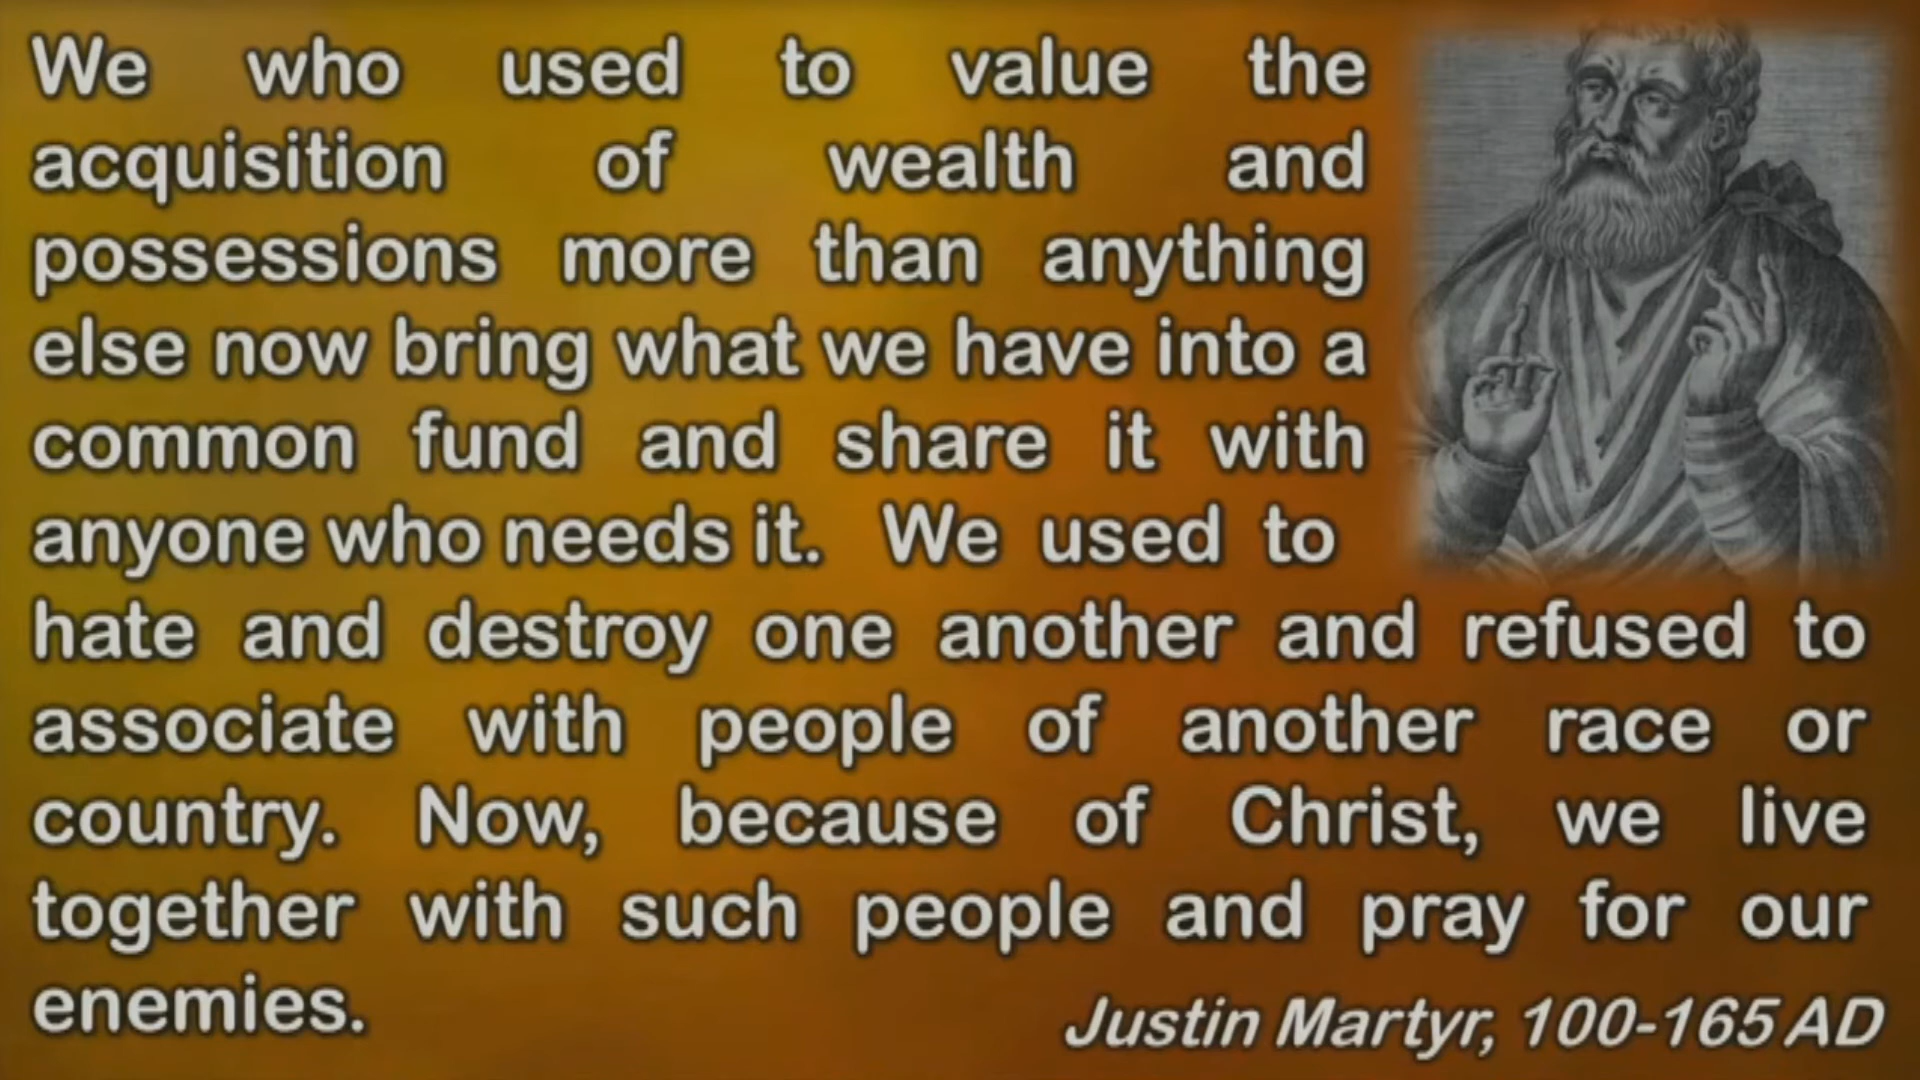 We who used to value the
acquisition of wealth and
possessions more than anything
else now bring what we have into a
common fund and share it with
anyone who needs it. We used to
hate and destroy one another and refused to
associate with people of another race or
country. Now, because of Christ, we live
together with such people and pray for our
enemies.
Justin Martyr, 100-165 AD